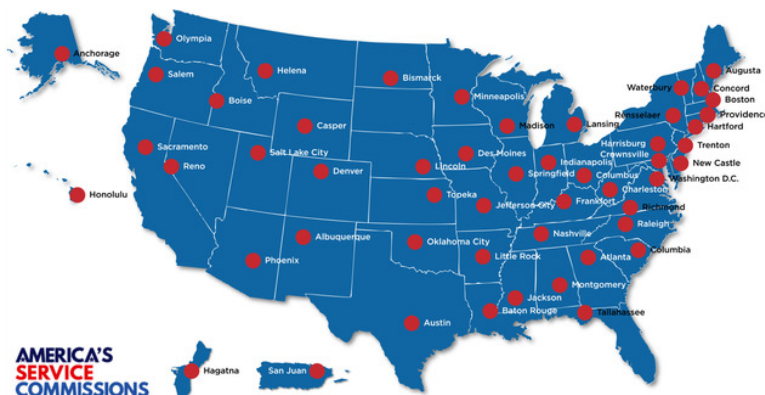 Anchorage
Olympia
Salem
Helena
Boise
Bismarck
Minneapolis
Augusta
Waterbury
Concord
Boston
Rensselaer
Providence
Hartford
Casper
Madison
Lansing
Sacramento
Reno
Salt Lake City
Denver
Lincoln
Des Moines
Springfield
Indianapolis
Columbus
Harrisburg
Crownsville
Trenton
New Castle
Washington D.C.
Charleston
Honolulu
Topeka
Jefferson City
Frankfort
Richmond
Raleigh
Albuquerque
Oklahoma City
Nashville
Columbia
Phoenix
Little Rock
Atlanta
Montgomery
Jackson
Baton Rouge
Tallahassee
Austin
AMERICA'S
SERVICE
COMMISSIONS
Hagatna
San Juan